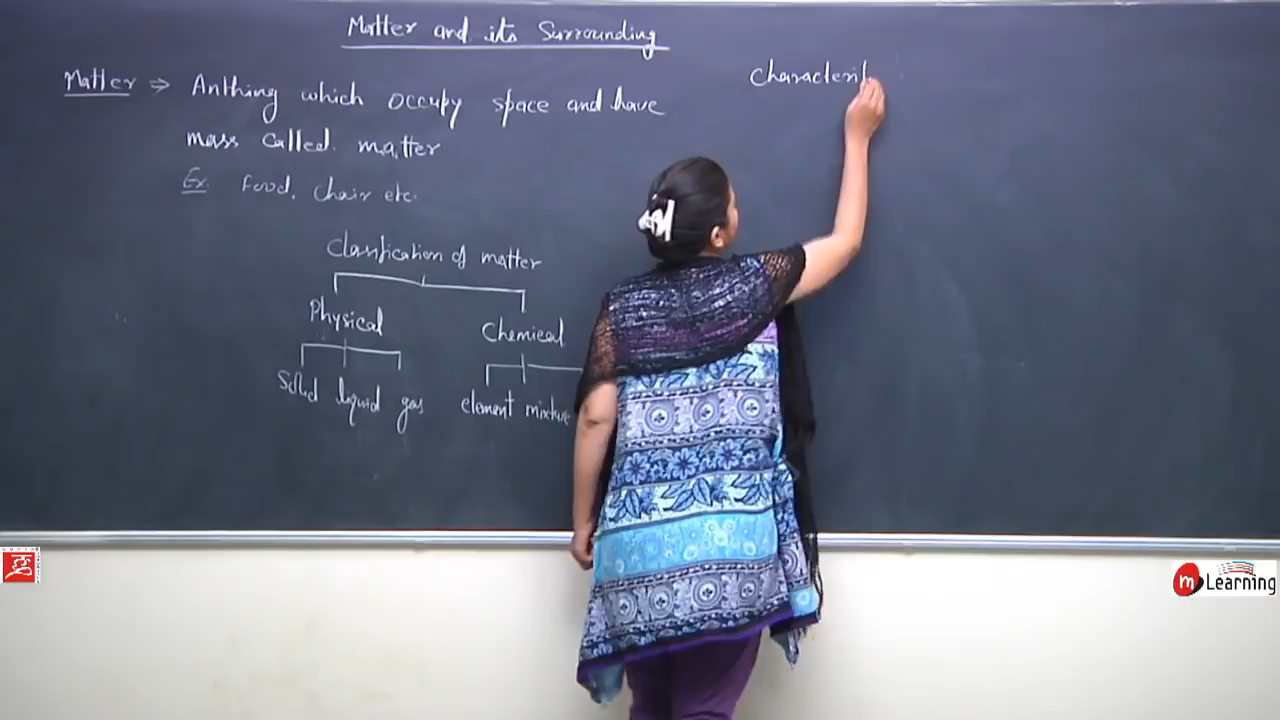 Matter and its Surrounding
Matter ⇒ Anthing which occupy space and have
mass called matter
Ex. Food, Chair etc.
Classification of matter
Physical Chemical
Solid liquid gas element mixture
Characterit
m Learning